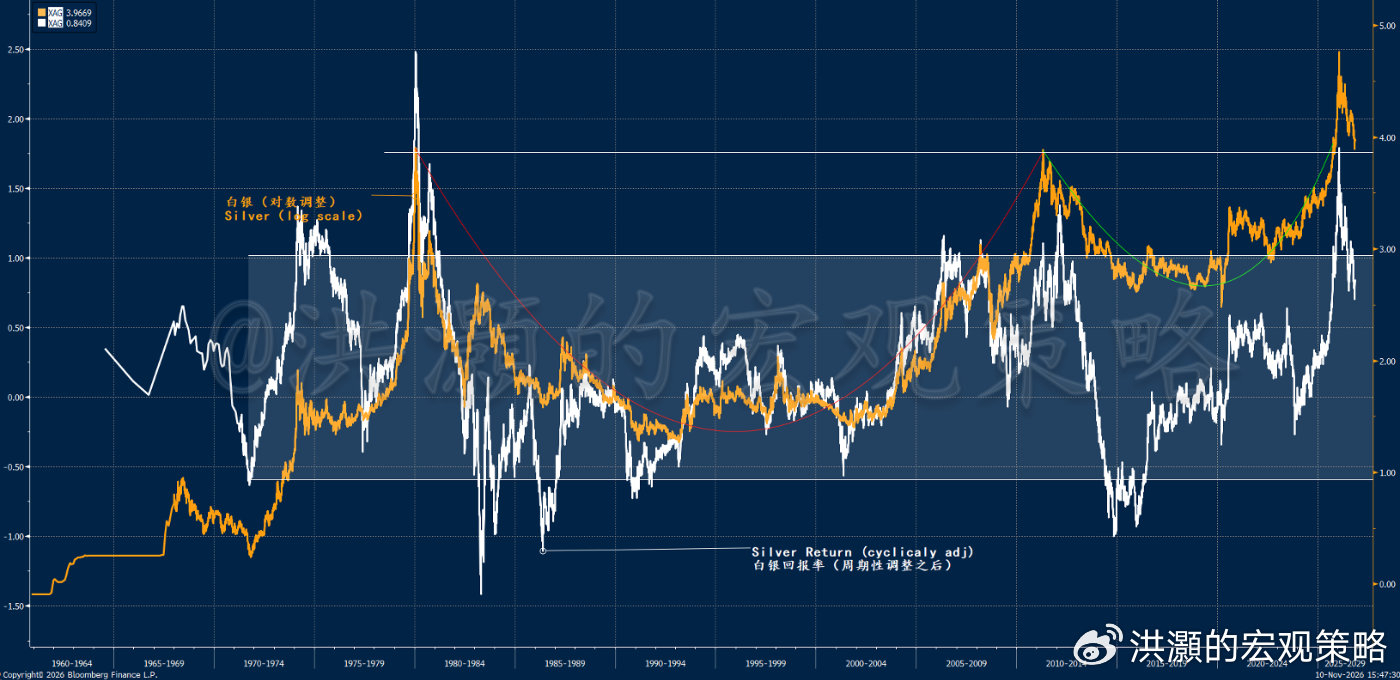 XAG 3.9669
XAG 0.8409
2.50
2.00
1.50
1.00
0.50
0.00
-0.50
-1.00
-1.50
5.00
4.00
3.00
2.00
1.00
0.00
白银（对数调整）
Silver (log scale)
@洪灏的宏观策略
Silver Return (cyclicaly adj)
白银回报率（周期性调整之后）
洪灏的宏观策略
1960-1964
1965-1969
1970-1974
1975-1979
1980-1984
1985-1989
1990-1994
1995-1999
2000-2004
2005-2009
2010-2014
2015-2019
2020-2024
2025-2029
Copyright© 2026 Bloomberg Finance L.P.
10-Nov-2026 15:47:30